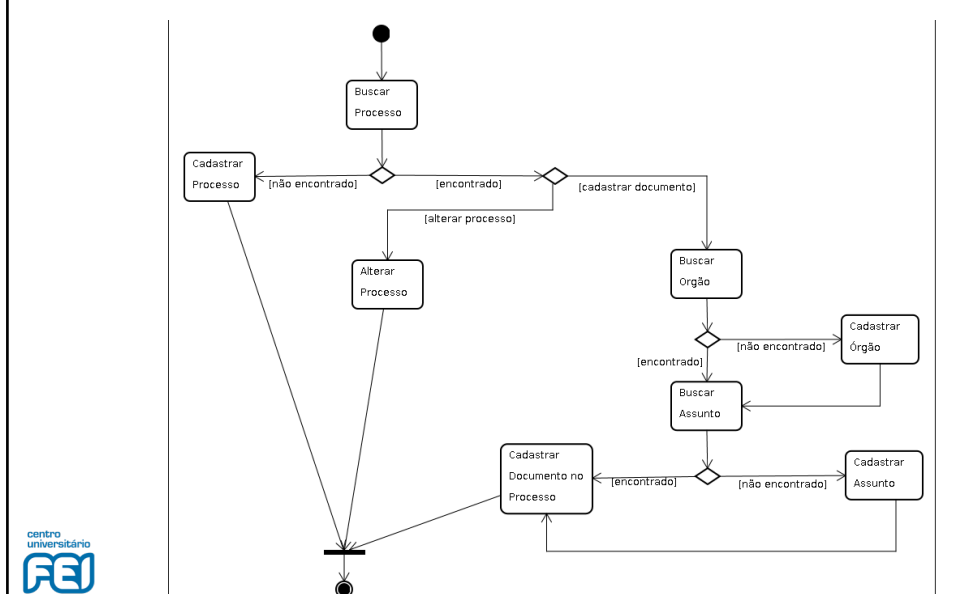 Buscar
Processo
Cadastrar
Processo
[não encontrado]
[encontrado]
[cadastrar documento]
[alterar processo]
Alterar
Processo
Buscar
Orgão
Cadastrar
Órgão
[não encontrado]
[encontrado]
Buscar
Assunto
Cadastrar
Documento no
Processo
[encontrado]
[não encontrado]
Cadastrar
Assunto
centro
universitário
FEI